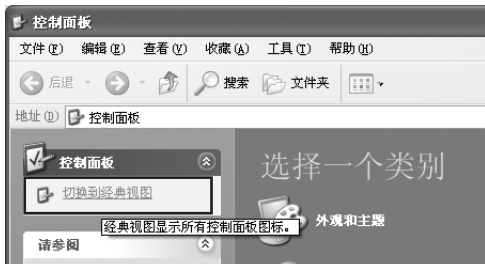 控制面板
文件(F) 编辑(E) 查看(V) 收藏(A) 工具(T) 帮助(H)
后退 搜索 文件夹
地址(D) 控制面板
控制面板
选择一个类别
切换到经典视图
外观和主题
经典视图显示所有控制面板图标。
请参阅